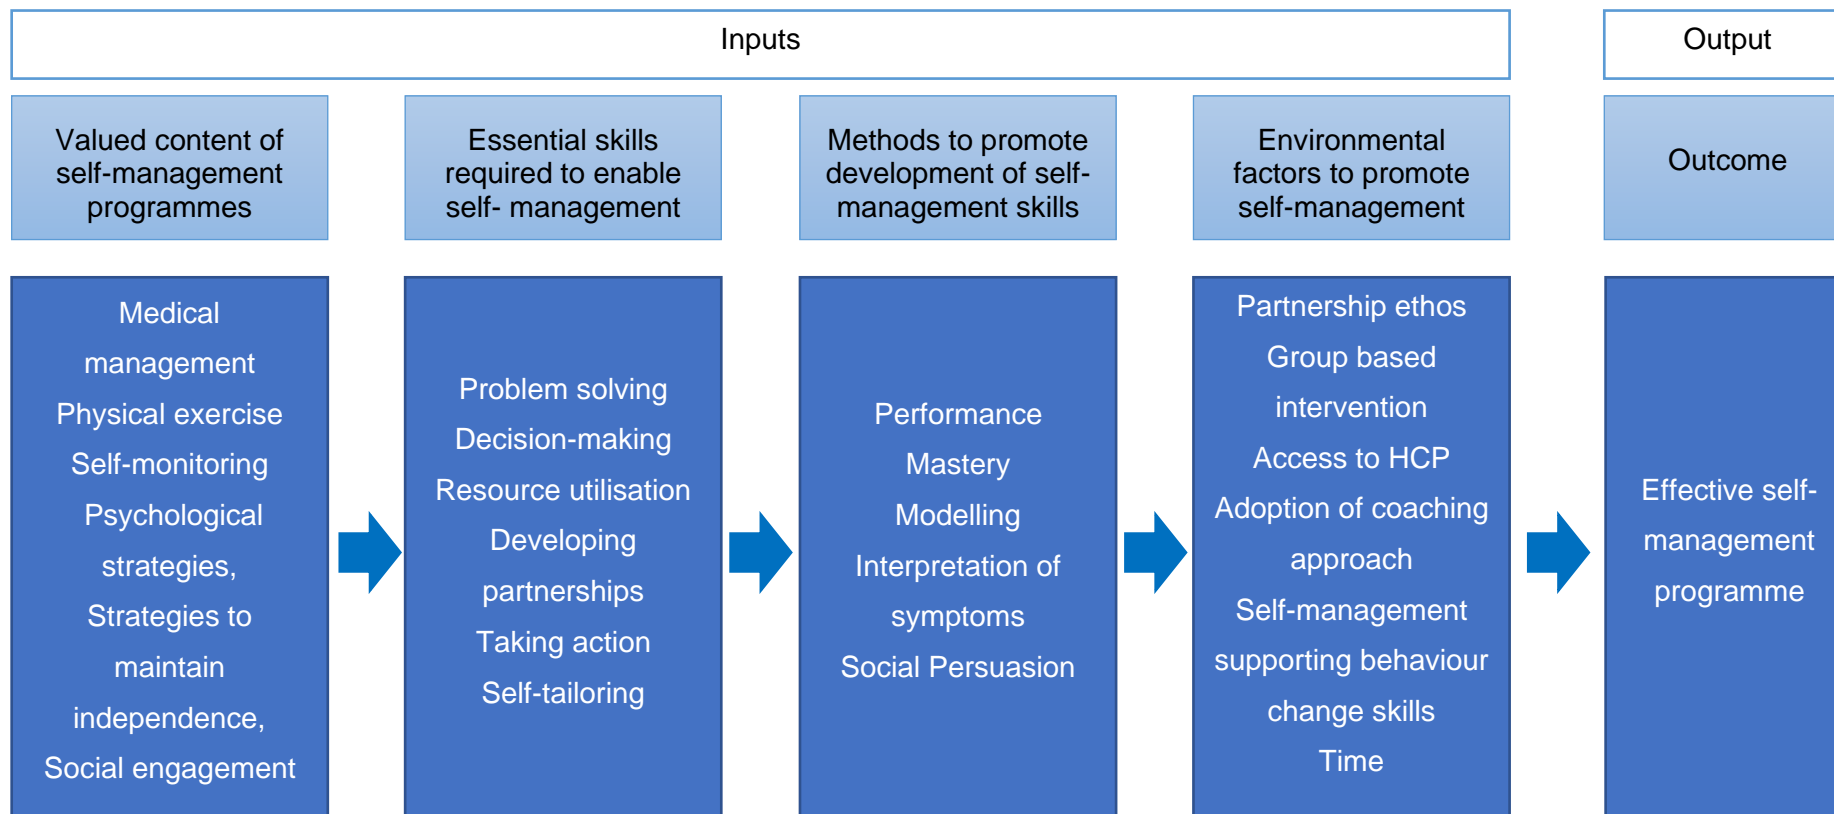 Inputs
Output
Valued content of
self-management
programmes
Essential skills
required to enable
self- management
Methods to promote
development of self-
management skills
Environmental
factors to promote
self-management
Outcome
Medical
management
Physical exercise
Self-monitoring
Psychological
strategies,
Strategies to
maintain
independence,
Social engagement
Problem solving
Decision-making
Resource utilisation
Developing
partnerships
Taking action
Self-tailoring
Performance
Mastery
Modelling
Interpretation of
symptoms
Social Persuasion
Partnership ethos
Group based
intervention
Access to HCP
Adoption of coaching
approach
Self-management
supporting behaviour
change skills
Time
Effective self-
management
programme